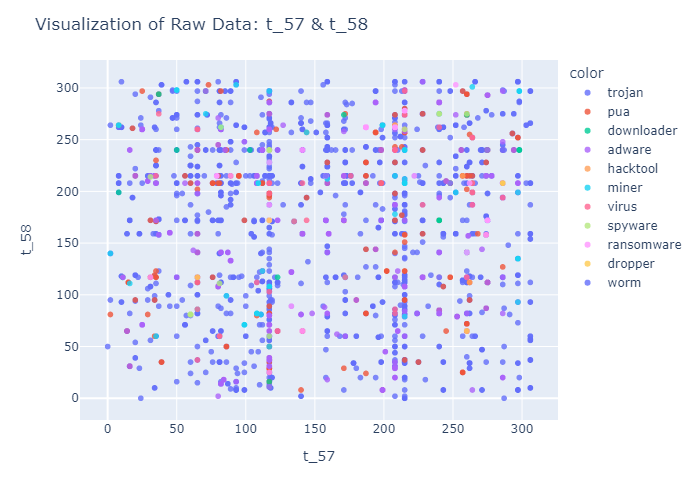 Visualization of Raw Data: t_57 & t_58
color
trojan
pua
downloader
adware
hacktool
miner
virus
spyware
ransomware
dropper
worm
t_58
300
250
200
150
100
50
0
0 50 100 150 200 250 300
t_57